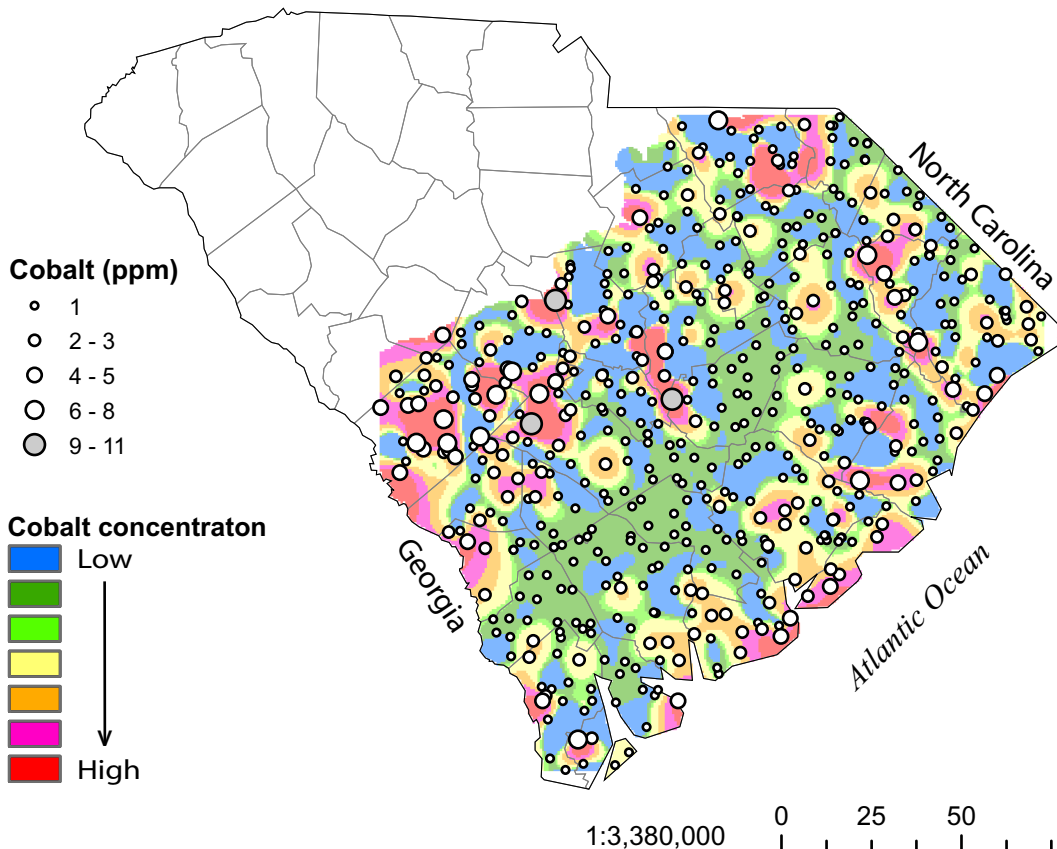 North Carolina
Cobalt (ppm)
1
2 - 3
4 - 5
6 - 8
9 - 11
Cobalt concentraton
Low
High
Georgia
Atlantic Ocean
0 25 50
1:3,380,000